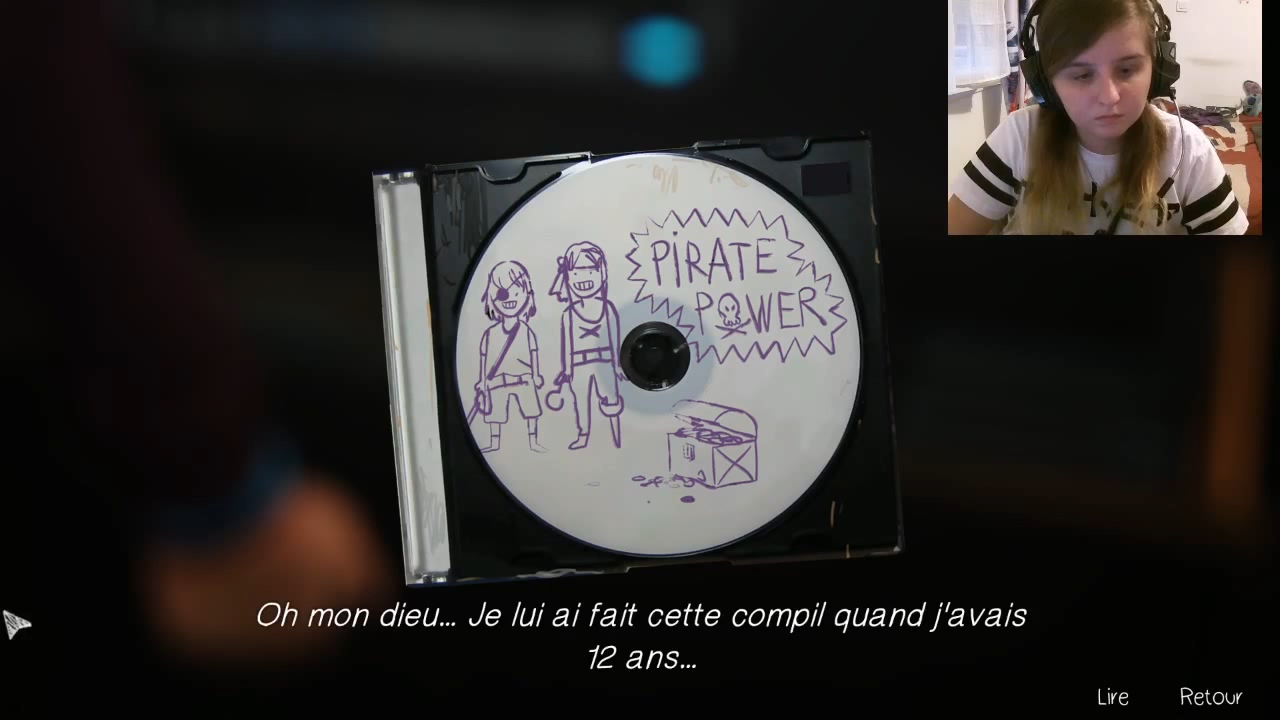 PiRATE
POWER
Oh mon dieu... Je lui ai fait cette compil quand j'avais
12 ans...
Lire Retour